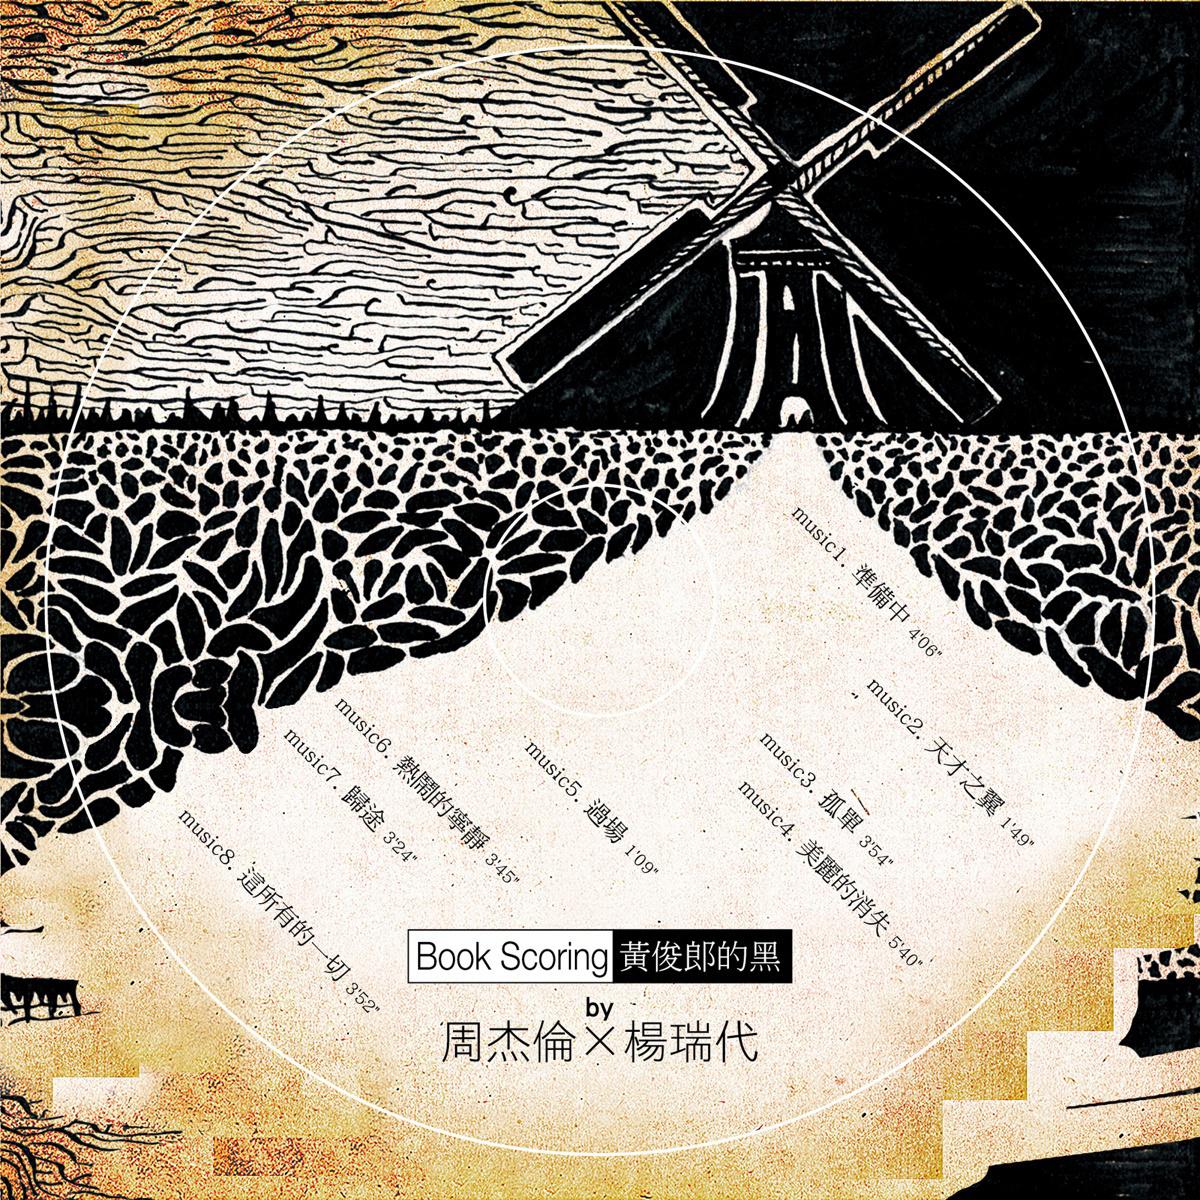 music1. 準備中 4'06"
music2. 天才之翼 1'49"
music3. 孤單 3'54"
music4. 美麗的消失 5'40"
music5. 過場 1'09"
music6. 熱鬧的寧靜 3'45"
music7. 歸途 3'24"
music8. 這所有的一切 3'52"
Book Scoring 黃俊郎的黑
by
周杰倫×楊瑞代